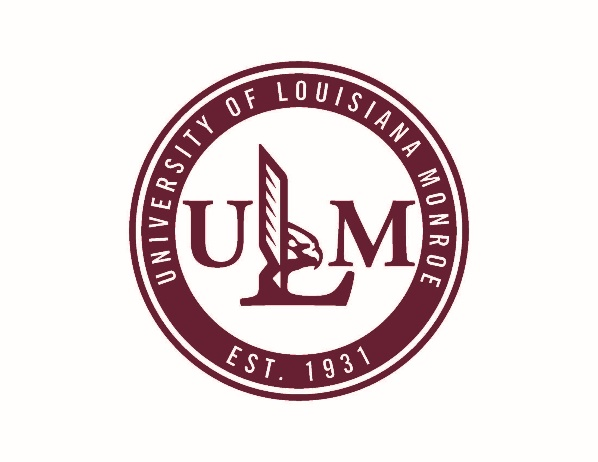 UNIVERSITY OF LOUISIANA MONROE
ULM
EST. 1931